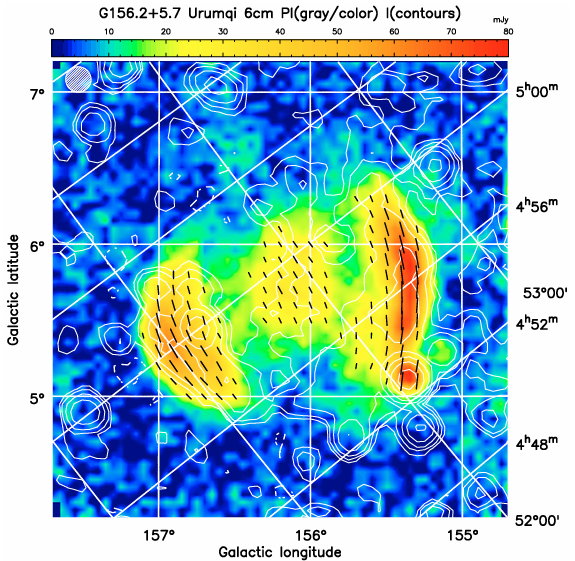 G156.2+5.7 Urumqi 6cm PI(gray/color) I(contours)
mJy
0 10 20 30 40 50 60 70 80
7°
5h00m
4h56m
6°
Galactic latitude
53°00'
4h52m
5°
4h48m
52°00'
157° 156° 155°
Galactic longitude